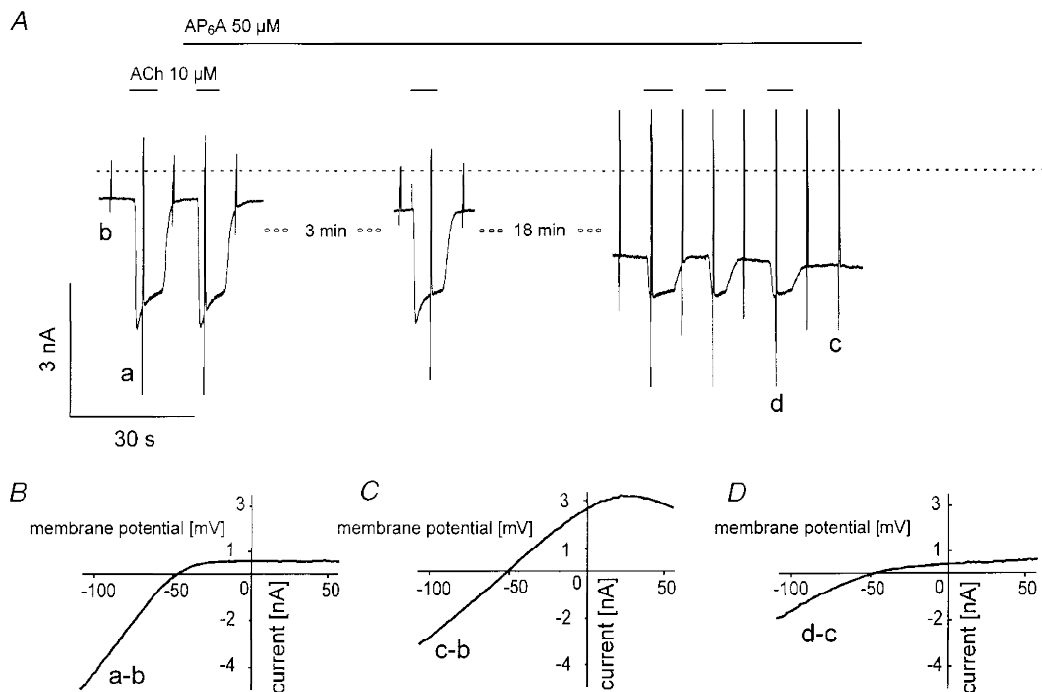 A
AP₆A 50 µM
ACh 10 µM
b
3 min
18 min
3 nA
a
c
d
30 s
B
C
D
membrane potential [mV]
membrane potential [mV]
membrane potential [mV]
3
1
-100
-50
0
50
-2
-4
current [nA]
a-b
3
1
-100
-50
0
50
-2
-4
current [nA]
c-b
3
1
-100
-50
0
50
-2
-4
current [nA]
d-c